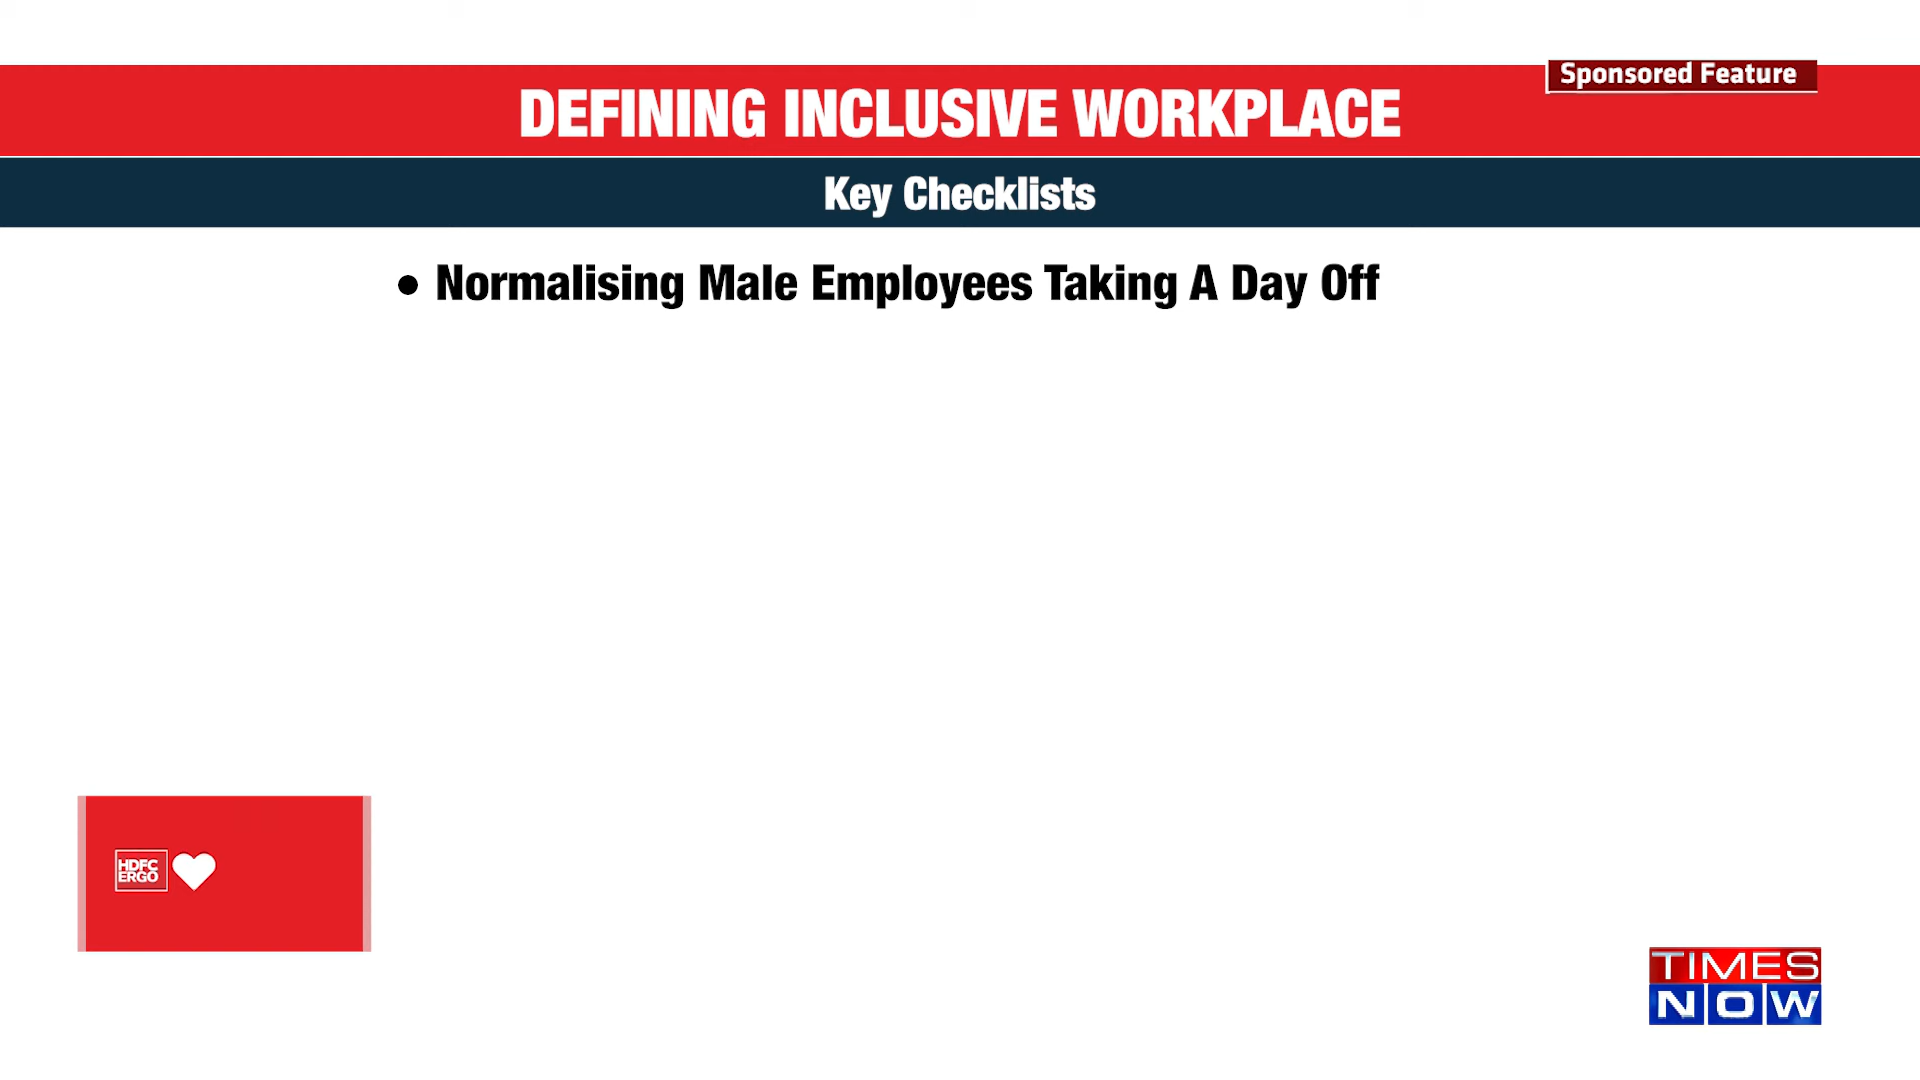 Sponsored Feature
DEFINING INCLUSIVE WORKPLACE
Key Checklists
• Normalising Male Employees Taking A Day Off
HDFC
ERGO
TIMES
NOW